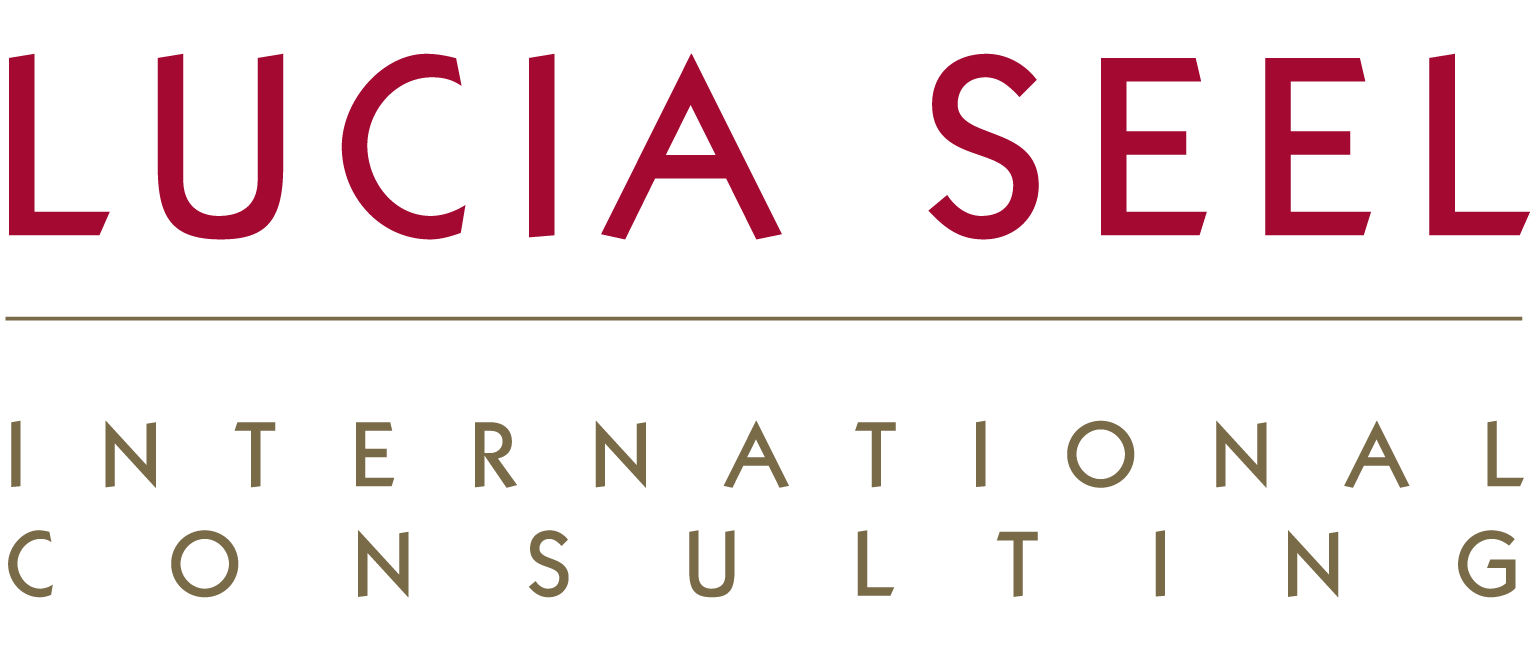 LUCIA SEEL
INTERNATIONAL
CONSULTING